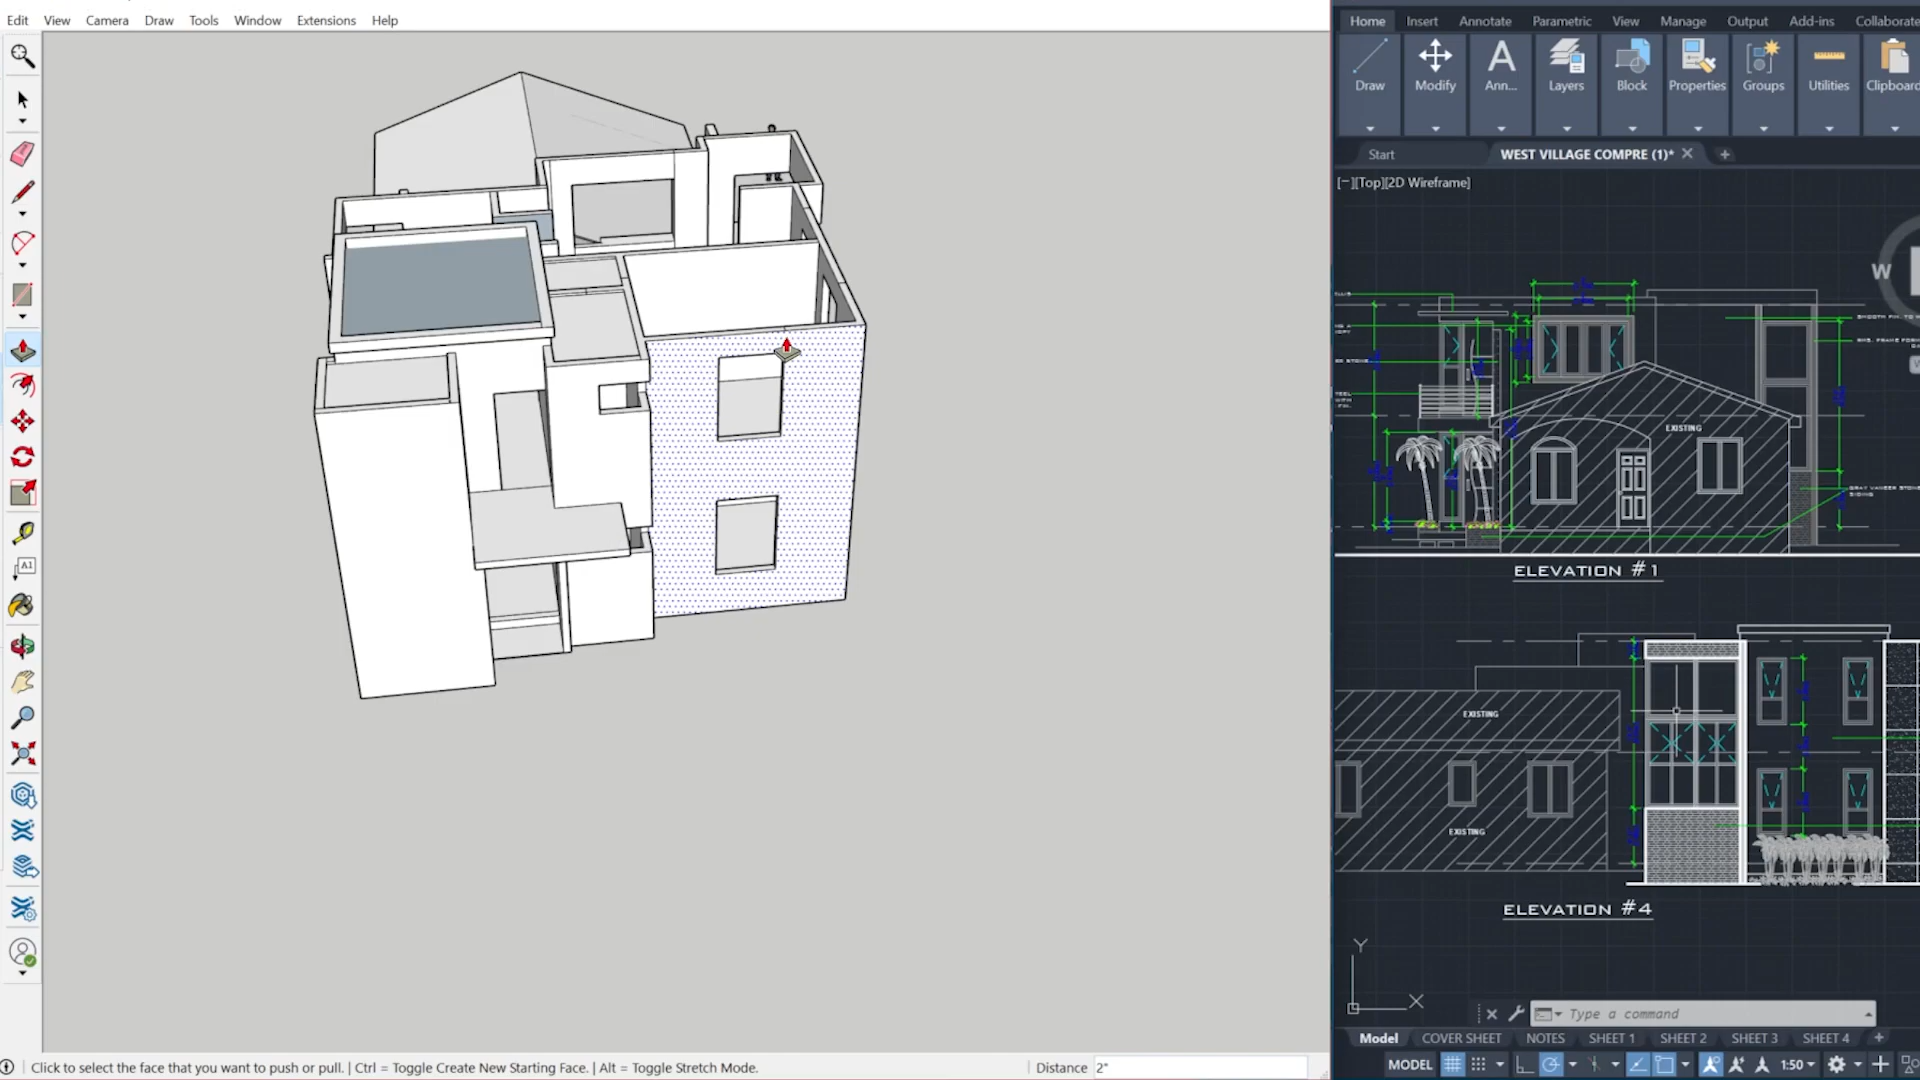 Edit View Camera Draw Tools Window Extensions Help
A1
Click to select the face that you want to push or pull. | Ctrl = Toggle Create New Starting Face. | Alt = Toggle Stretch Mode.
Distance 2"
Home Insert Annotate Parametric View Manage Output Add-ins Collaborate
Draw Modify Ann... Layers Block Properties Groups Utilities Clipboard
Start WEST VILLAGE COMPRE (1)*
[−][Top][2D Wireframe]
W
EXISTING
ELEVATION #1
EXISTING
EXISTING
ELEVATION #4
Y
X
Type a command
Model COVER SHEET NOTES SHEET 1 SHEET 2 SHEET 3 SHEET 4
MODEL 1:50